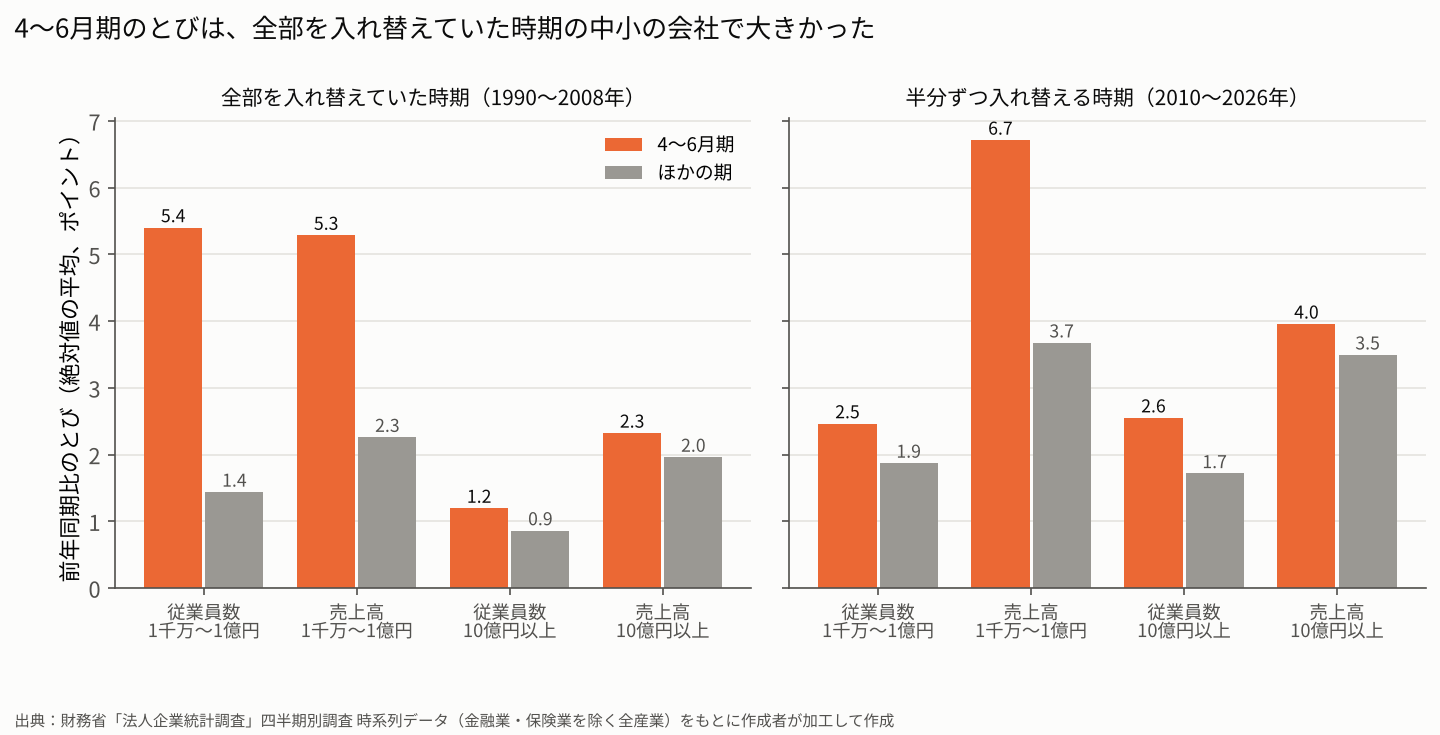 4〜6月期のとびは、全部を入れ替えていた時期の中小の会社で大きかった
全部を入れ替えていた時期（1990〜2008年）
前年同期比のとび（絶対値の平均、ポイント）
7
6
5
4
3
2
1
0
4〜6月期
ほかの期
5.4
1.4
5.3
2.3
1.2
0.9
2.3
2.0
従業員数
1千万〜1億円
売上高
1千万〜1億円
従業員数
10億円以上
売上高
10億円以上
半分ずつ入れ替える時期（2010〜2026年）
2.5
1.9
6.7
3.7
2.6
1.7
4.0
3.5
従業員数
1千万〜1億円
売上高
1千万〜1億円
従業員数
10億円以上
売上高
10億円以上
出典：財務省「法人企業統計調査」四半期別調査 時系列データ（金融業・保険業を除く全産業）をもとに作成者が加工して作成